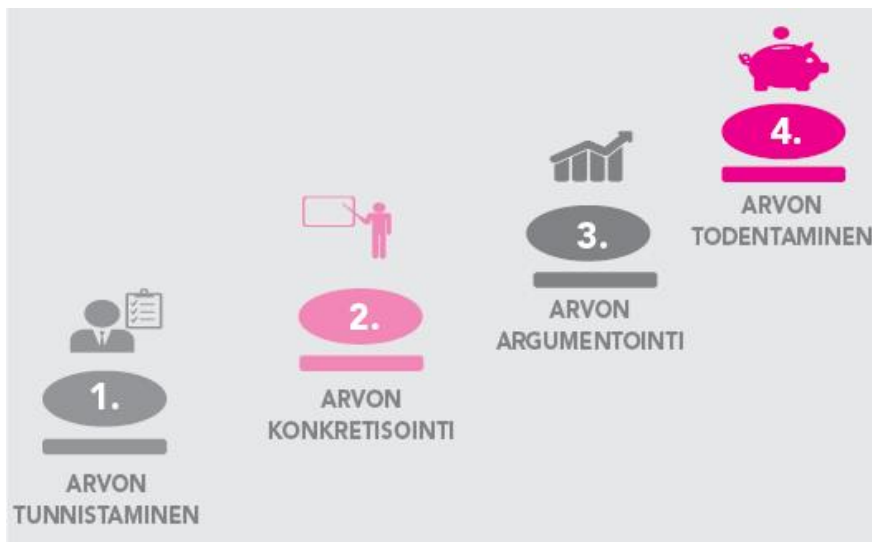 1.
ARVON
TUNNISTAMINEN
2.
ARVON
KONKRETISOINTI
3.
ARVON
ARGUMENTOINTI
4.
ARVON
TODENTAMINEN